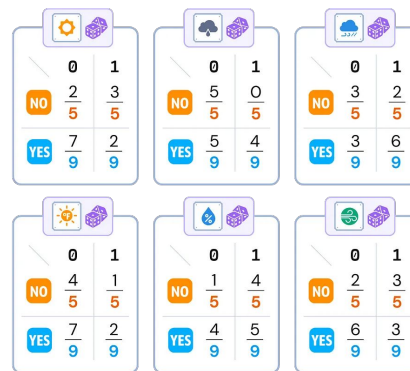 0 1 0 1 0 1
NO 2/5 3/5 NO 5/5 0/5 NO 3/5 2/5
YES 7/9 2/9 YES 5/9 4/9 YES 3/9 6/9
°F % 
0 1 0 1 0 1
NO 4/5 1/5 NO 1/5 4/5 NO 2/5 3/5
YES 7/9 2/9 YES 4/9 5/9 YES 6/9 3/9